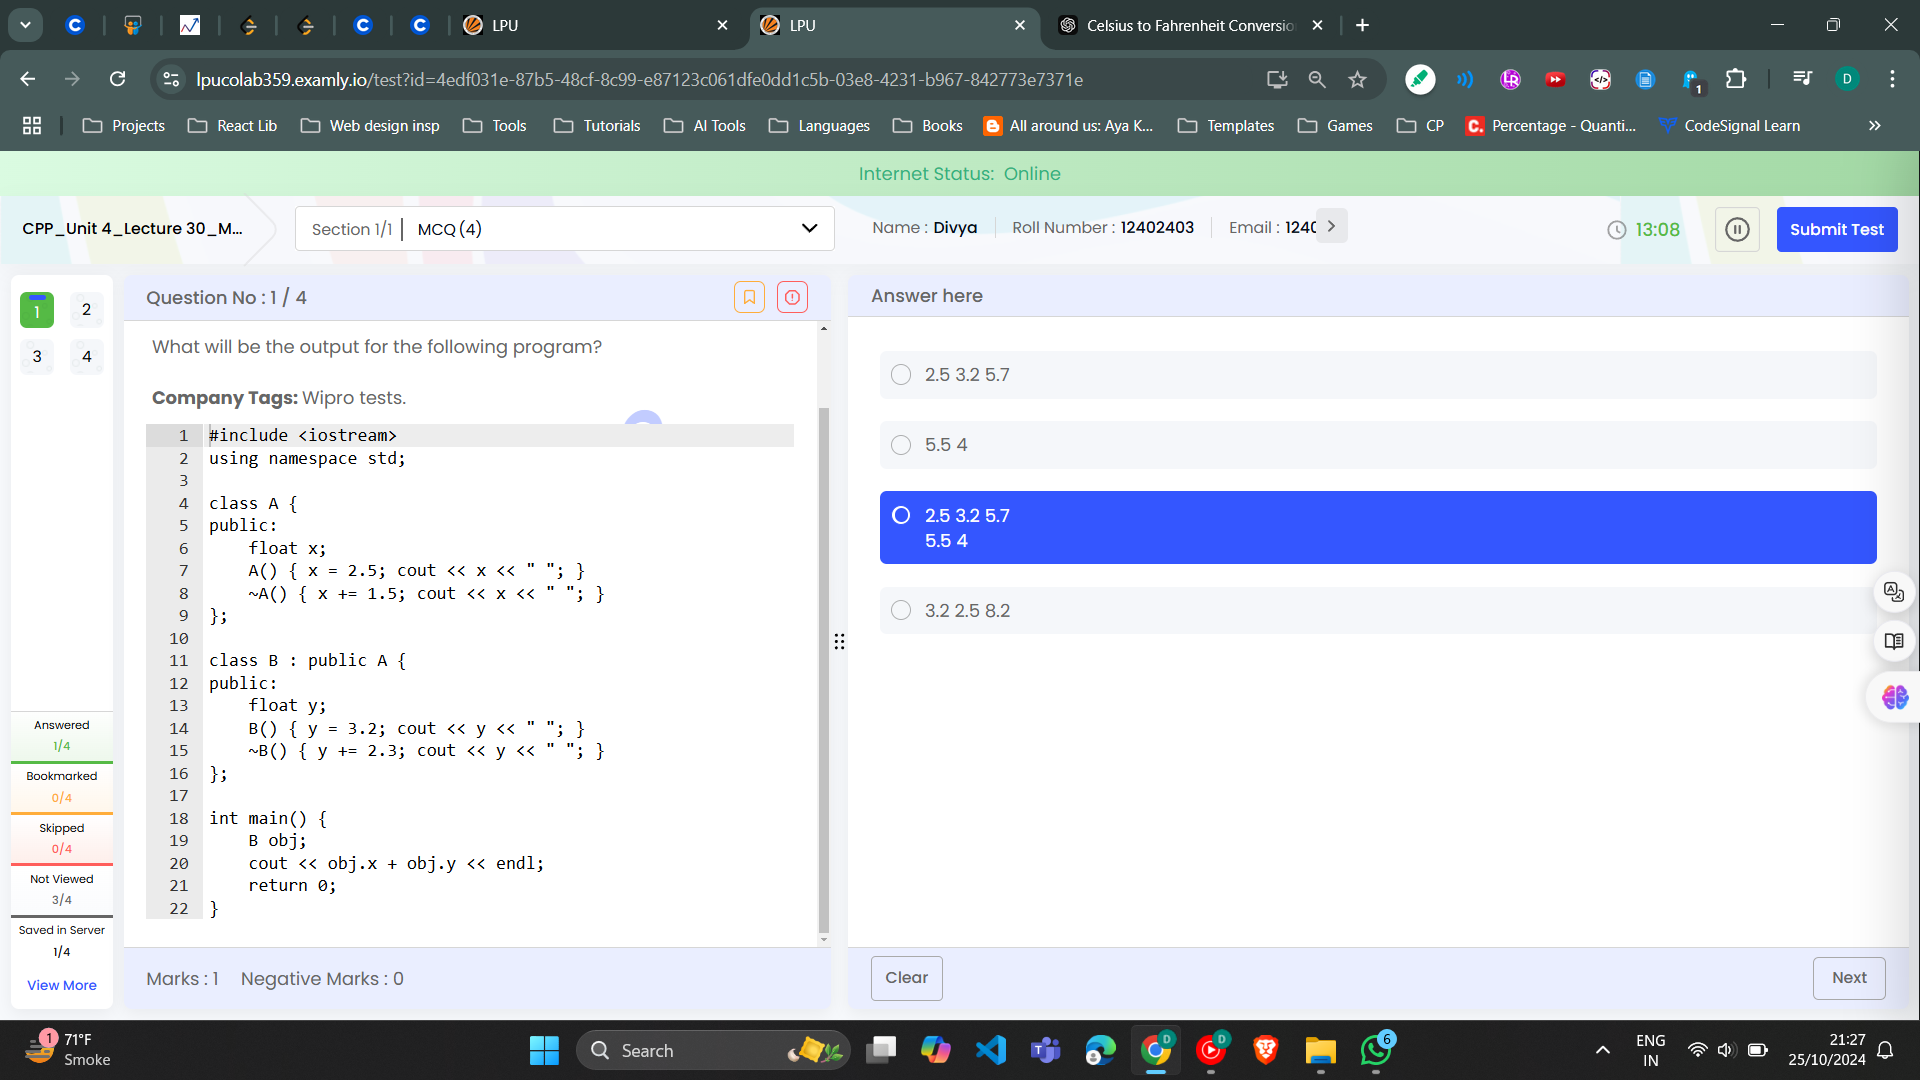 LPU
LPU
Celsius to Fahrenheit Conversio
lpucolab359.examly.io/test?id=4edf031e-87b5-48cf-8c99-e87123c061dfe0dd1c5b-03e8-4231-b967-842773e7371e
1
D
Projects
React Lib
Web design insp
Tools
Tutorials
AI Tools
Languages
Books
All around us: Aya K...
Templates
Games
CP
Percentage - Quanti...
CodeSignal Learn
Internet Status: Online
CPP_Unit 4_Lecture 30_M...
Section 1/1 | MCQ (4)
Name : Divya
Roll Number : 12402403
Email : 1240
13:08
Submit Test
1
2
3
4
Question No : 1 / 4
What will be the output for the following program?
Company Tags: Wipro tests.
1 #include <iostream>
2 using namespace std;
3
4 class A {
5 public:
6     float x;
7     A() { x = 2.5; cout << x << " "; }
8     ~A() { x += 1.5; cout << x << " "; }
9 };
10
11 class B : public A {
12 public:
13     float y;
14     B() { y = 3.2; cout << y << " "; }
15     ~B() { y += 2.3; cout << y << " "; }
16 };
17
18 int main() {
19     B obj;
20     cout << obj.x + obj.y << endl;
21     return 0;
22 }
Marks : 1
Negative Marks : 0
Answer here
2.5 3.2 5.7
5.5 4
2.5 3.2 5.7
5.5 4
3.2 2.5 8.2
Clear
Next
Answered
1/4
Bookmarked
0/4
Skipped
0/4
Not Viewed
3/4
Saved in Server
1/4
View More
1
71°F
Smoke
Search
D
D
6
ENG
IN
21:27
25/10/2024